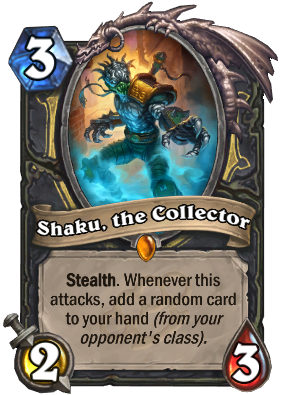 3
Shaku, the Collector
Stealth. Whenever this
attacks, add a random card
to your hand (from your
opponent's class).
2
3